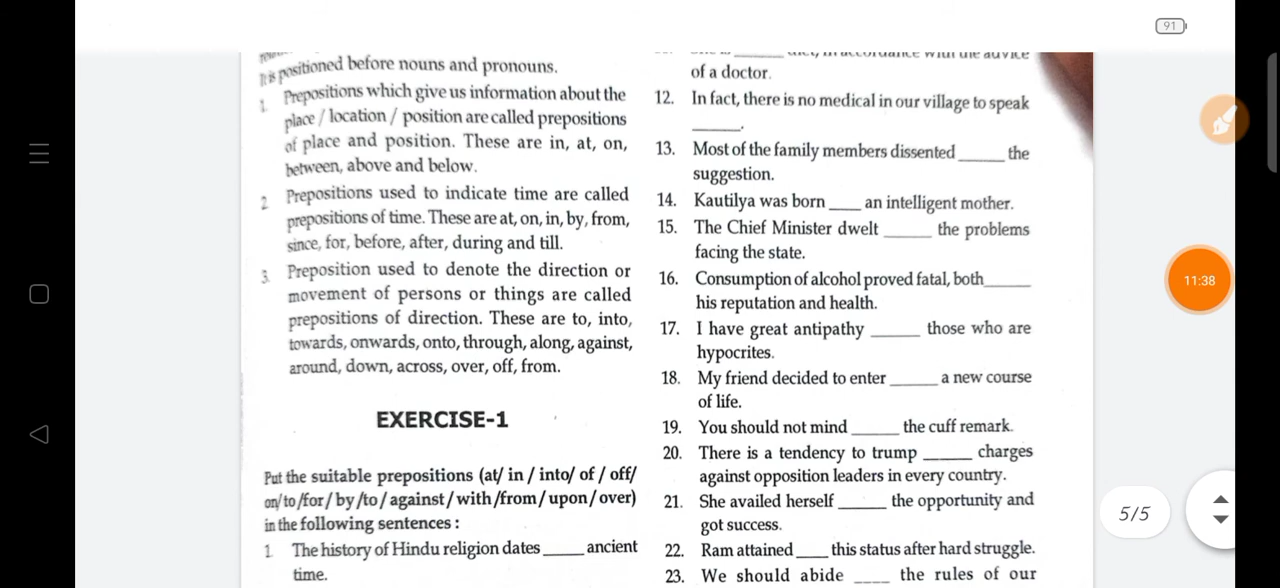 91
It is positioned before nouns and pronouns.
1. Prepositions which give us information about the
place / location / position are called prepositions
of place and position. These are in, at, on,
between, above and below.
2. Prepositions used to indicate time are called
prepositions of time. These are at, on, in, by, from,
since, for, before, after, during and till.
3. Preposition used to denote the direction or
movement of persons or things are called
prepositions of direction. These are to, into,
towards, onwards, onto, through, along, against,
around, down, across, over, off, from.
EXERCISE-1
Put the suitable prepositions (at/ in / into/ of / off/
on/to/for/ by /to / against / with /from / upon / over)
in the following sentences :
1. The history of Hindu religion dates _____ ancient
time.
_____ diet, in accordance with the advice
of a doctor.
12. In fact, there is no medical in our village to speak
______.
13. Most of the family members dissented _____ the
suggestion.
14. Kautilya was born ____ an intelligent mother.
15. The Chief Minister dwelt _____ the problems
facing the state.
16. Consumption of alcohol proved fatal, both_____
his reputation and health.
17. I have great antipathy _____ those who are
hypocrites.
18. My friend decided to enter _____ a new course
of life.
19. You should not mind _____ the cuff remark.
20. There is a tendency to trump _____ charges
against opposition leaders in every country.
21. She availed herself _____ the opportunity and
got success.
22. Ram attained ____ this status after hard struggle.
23. We should abide ____ the rules of our
11:38
5/5